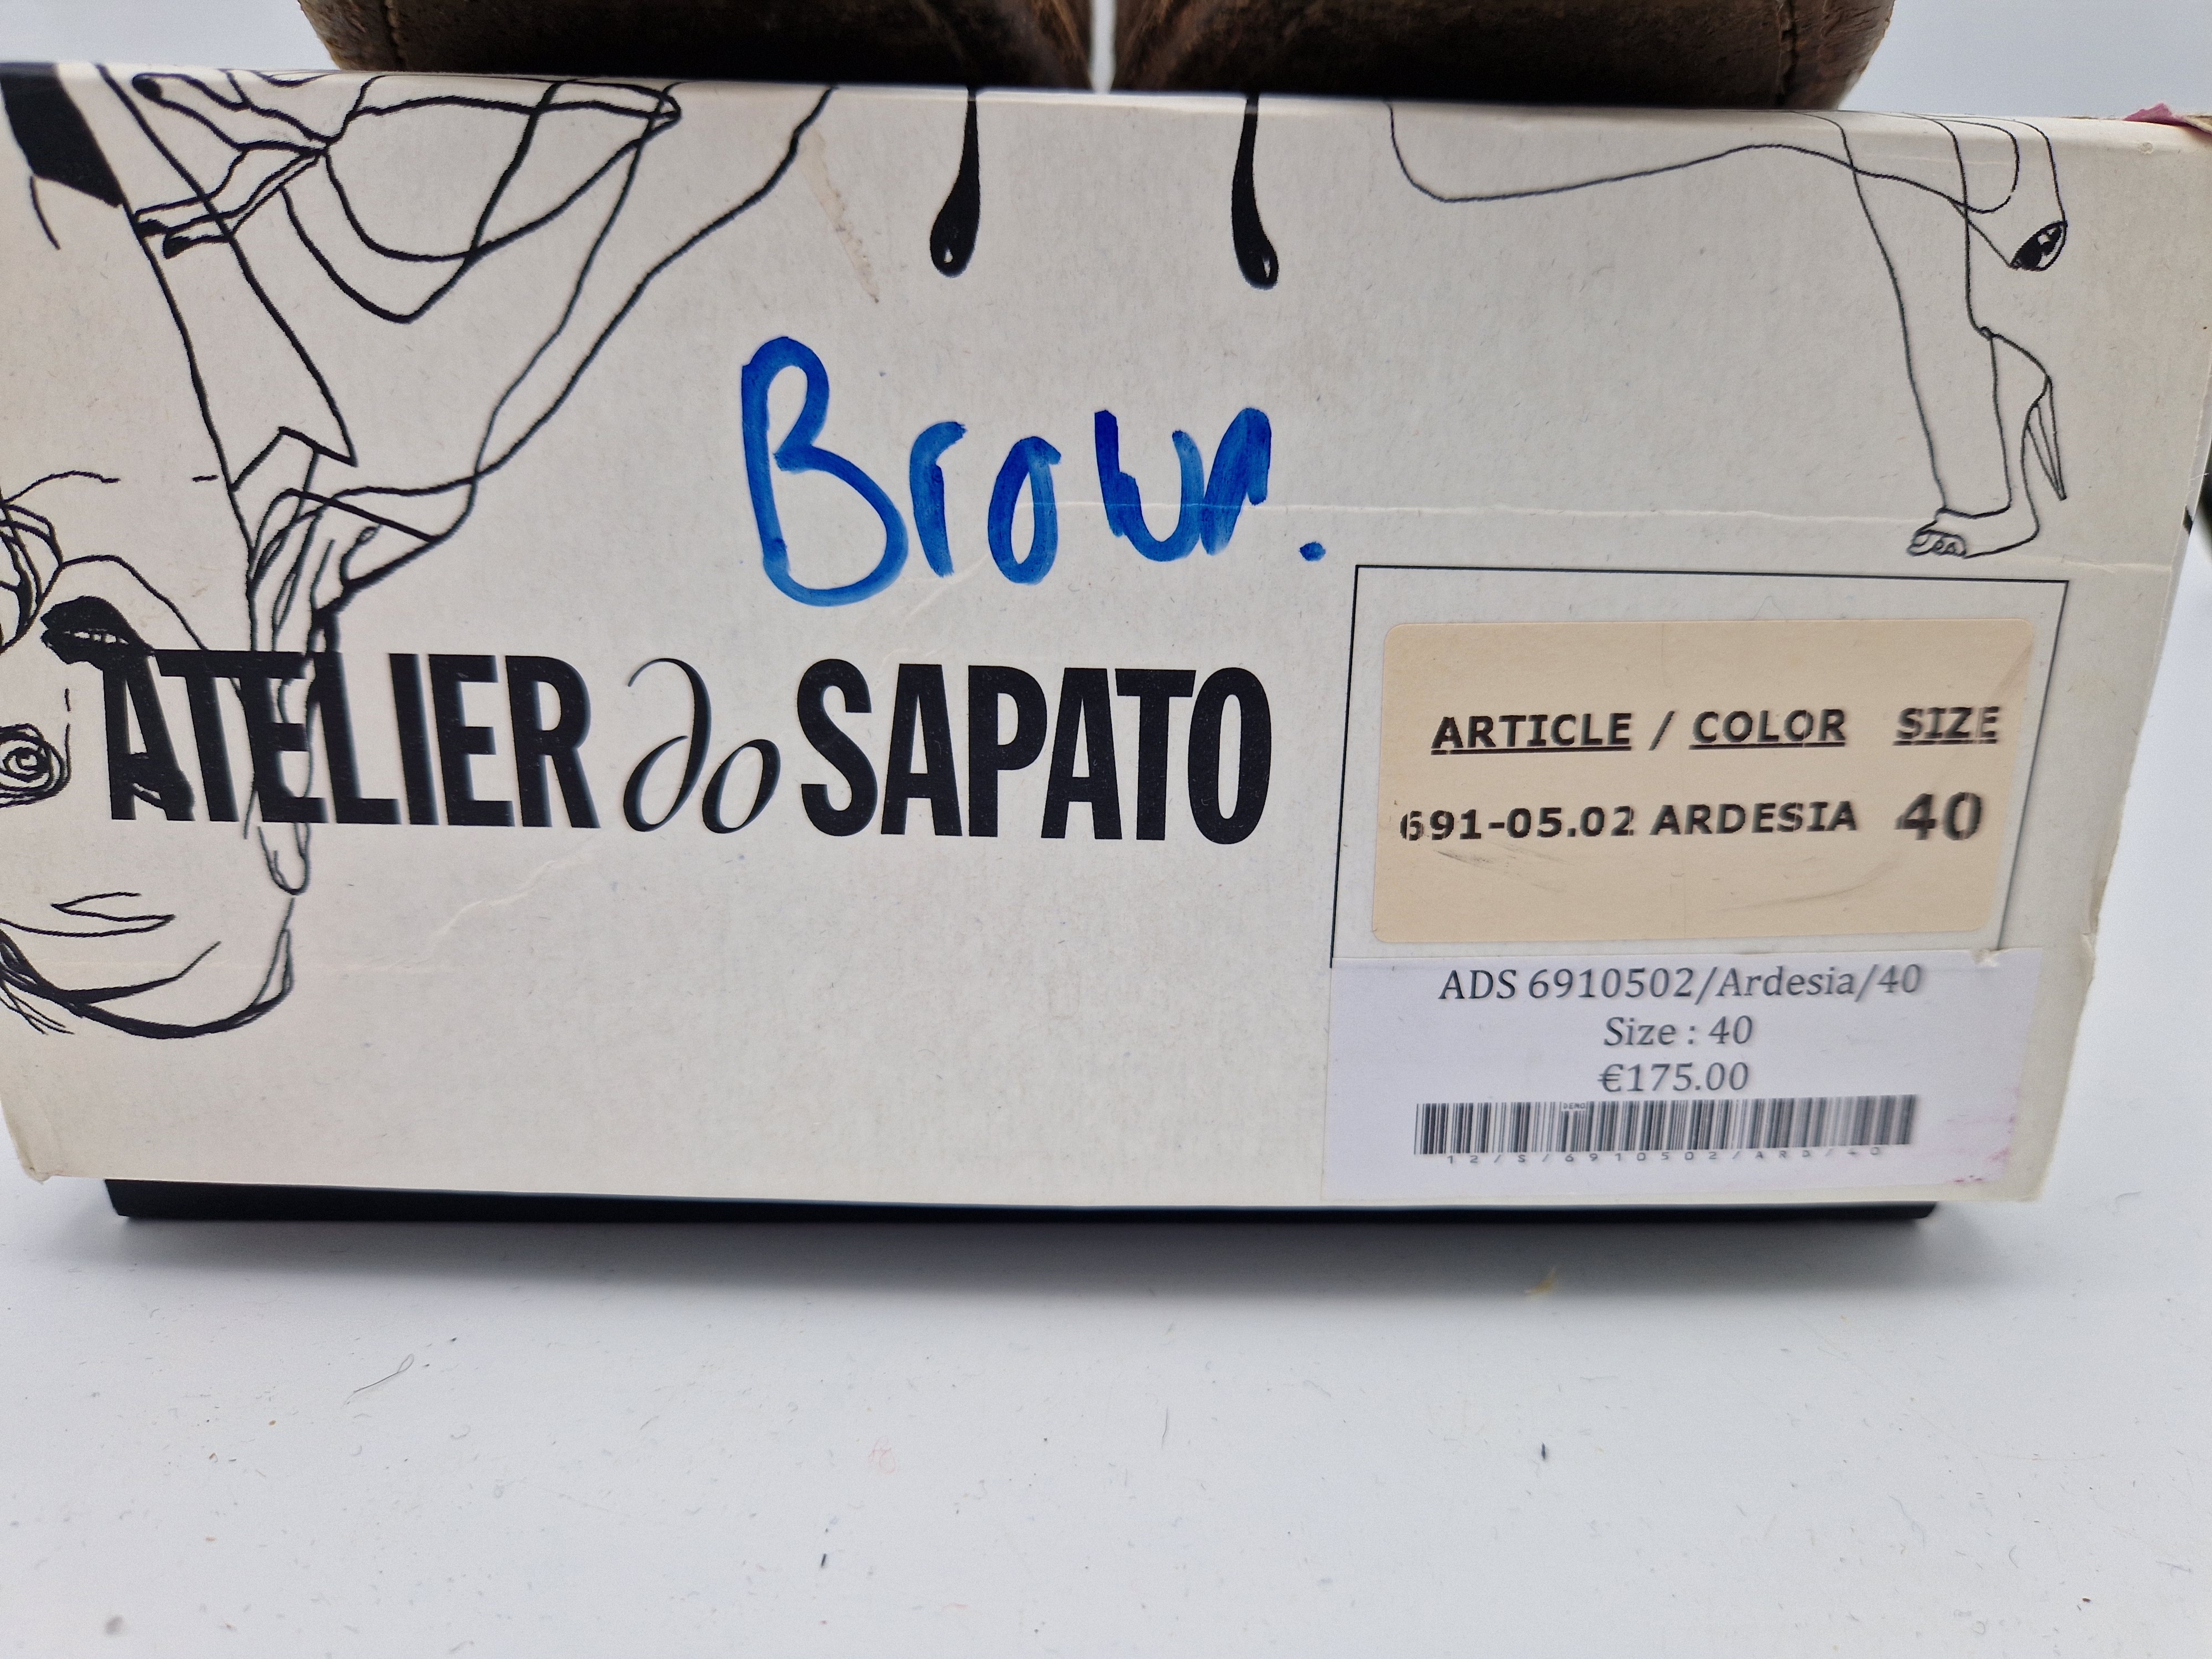 Brown.
ATELIER do SAPATO
ARTICLE / COLOR SIZE
691-05.02 ARDESIA 40
ADS 6910502/Ardesia/40
Size : 40
€175.00
DEMO
12/S/6910502/ARD/40